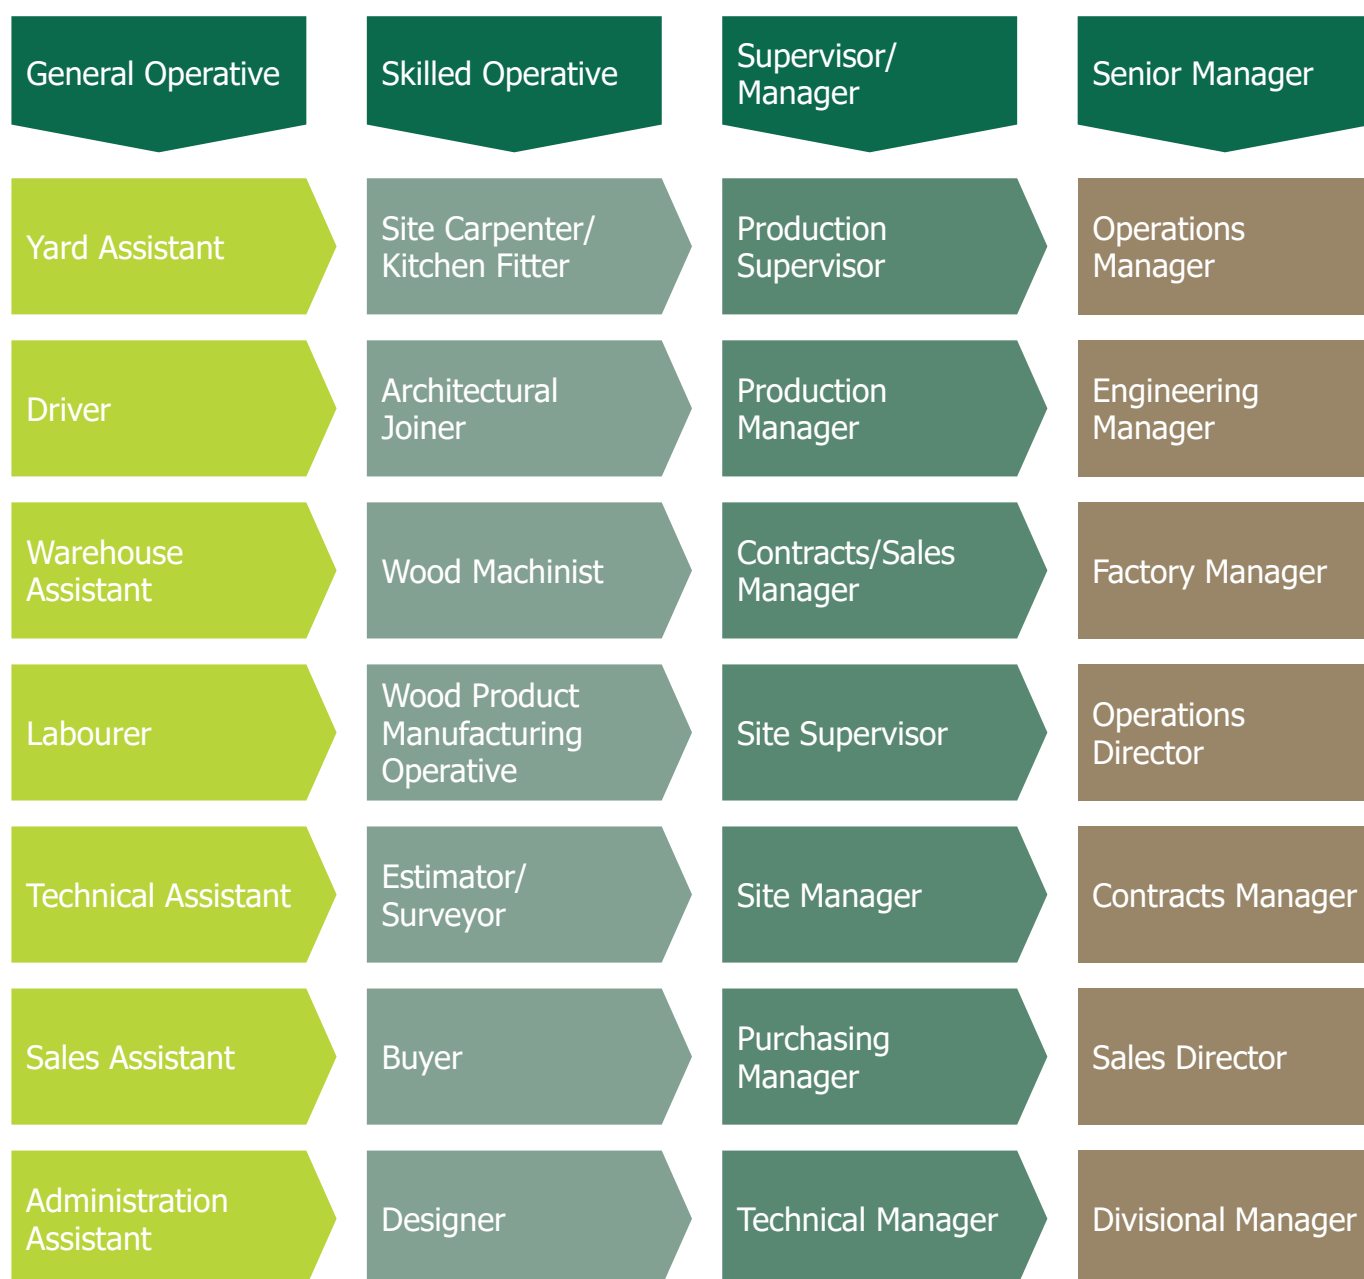 General Operative
Skilled Operative
Supervisor/
Manager
Senior Manager
Yard Assistant
Site Carpenter/
Kitchen Fitter
Production
Supervisor
Operations
Manager
Driver
Architectural
Joiner
Production
Manager
Engineering
Manager
Warehouse
Assistant
Wood Machinist
Contracts/Sales
Manager
Factory Manager
Labourer
Wood Product
Manufacturing
Operative
Site Supervisor
Operations
Director
Technical Assistant
Estimator/
Surveyor
Site Manager
Contracts Manager
Sales Assistant
Buyer
Purchasing
Manager
Sales Director
Administration
Assistant
Designer
Technical Manager
Divisional Manager